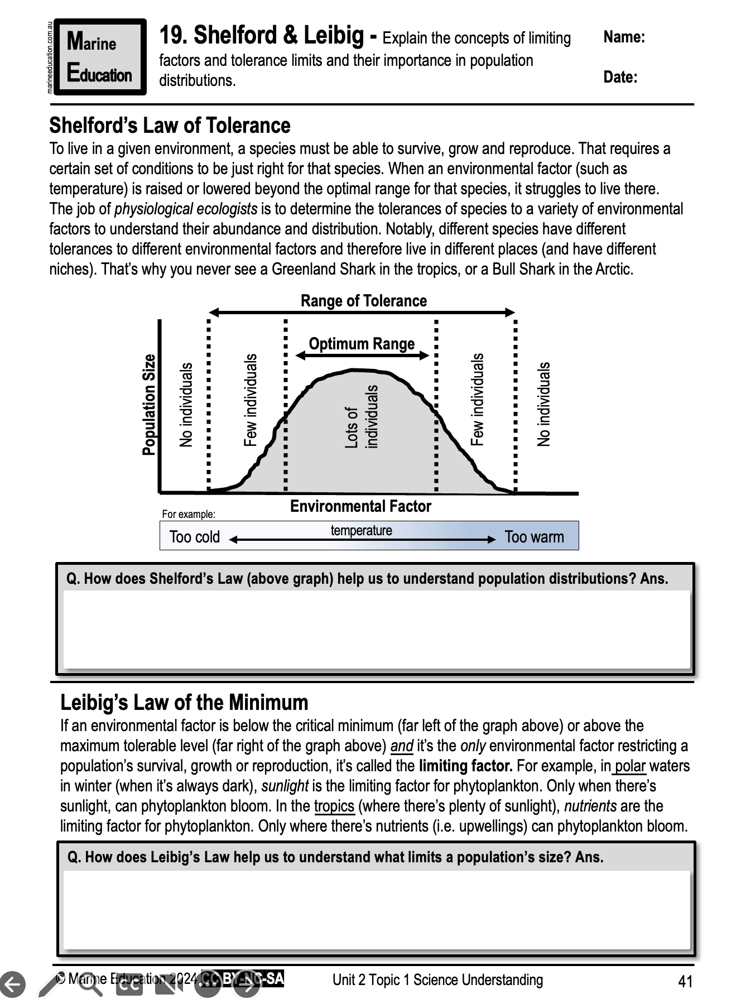 marineeducation.com.au
Marine
Education
19. Shelford & Leibig - Explain the concepts of limiting
factors and tolerance limits and their importance in population
distributions.
Name:
Date:
Shelford’s Law of Tolerance
To live in a given environment, a species must be able to survive, grow and reproduce. That requires a
certain set of conditions to be just right for that species. When an environmental factor (such as
temperature) is raised or lowered beyond the optimal range for that species, it struggles to live there.
The job of physiological ecologists is to determine the tolerances of species to a variety of environmental
factors to understand their abundance and distribution. Notably, different species have different
tolerances to different environmental factors and therefore live in different places (and have different
niches). That’s why you never see a Greenland Shark in the tropics, or a Bull Shark in the Arctic.
Range of Tolerance
Optimum Range
Population Size
No individuals
Few individuals
Lots of
individuals
Few individuals
No individuals
Environmental Factor
For example:
Too cold
temperature
Too warm
Q. How does Shelford’s Law (above graph) help us to understand population distributions? Ans.
Leibig’s Law of the Minimum
If an environmental factor is below the critical minimum (far left of the graph above) or above the
maximum tolerable level (far right of the graph above) and it’s the only environmental factor restricting a
population’s survival, growth or reproduction, it’s called the limiting factor. For example, in polar waters
in winter (when it’s always dark), sunlight is the limiting factor for phytoplankton. Only when there’s
sunlight, can phytoplankton bloom. In the tropics (where there’s plenty of sunlight), nutrients are the
limiting factor for phytoplankton. Only where there’s nutrients (i.e. upwellings) can phytoplankton bloom.
Q. How does Leibig’s Law help us to understand what limits a population’s size? Ans.
© Marine Education 2024 CC BY-NC-SA
CC
Unit 2 Topic 1 Science Understanding
41